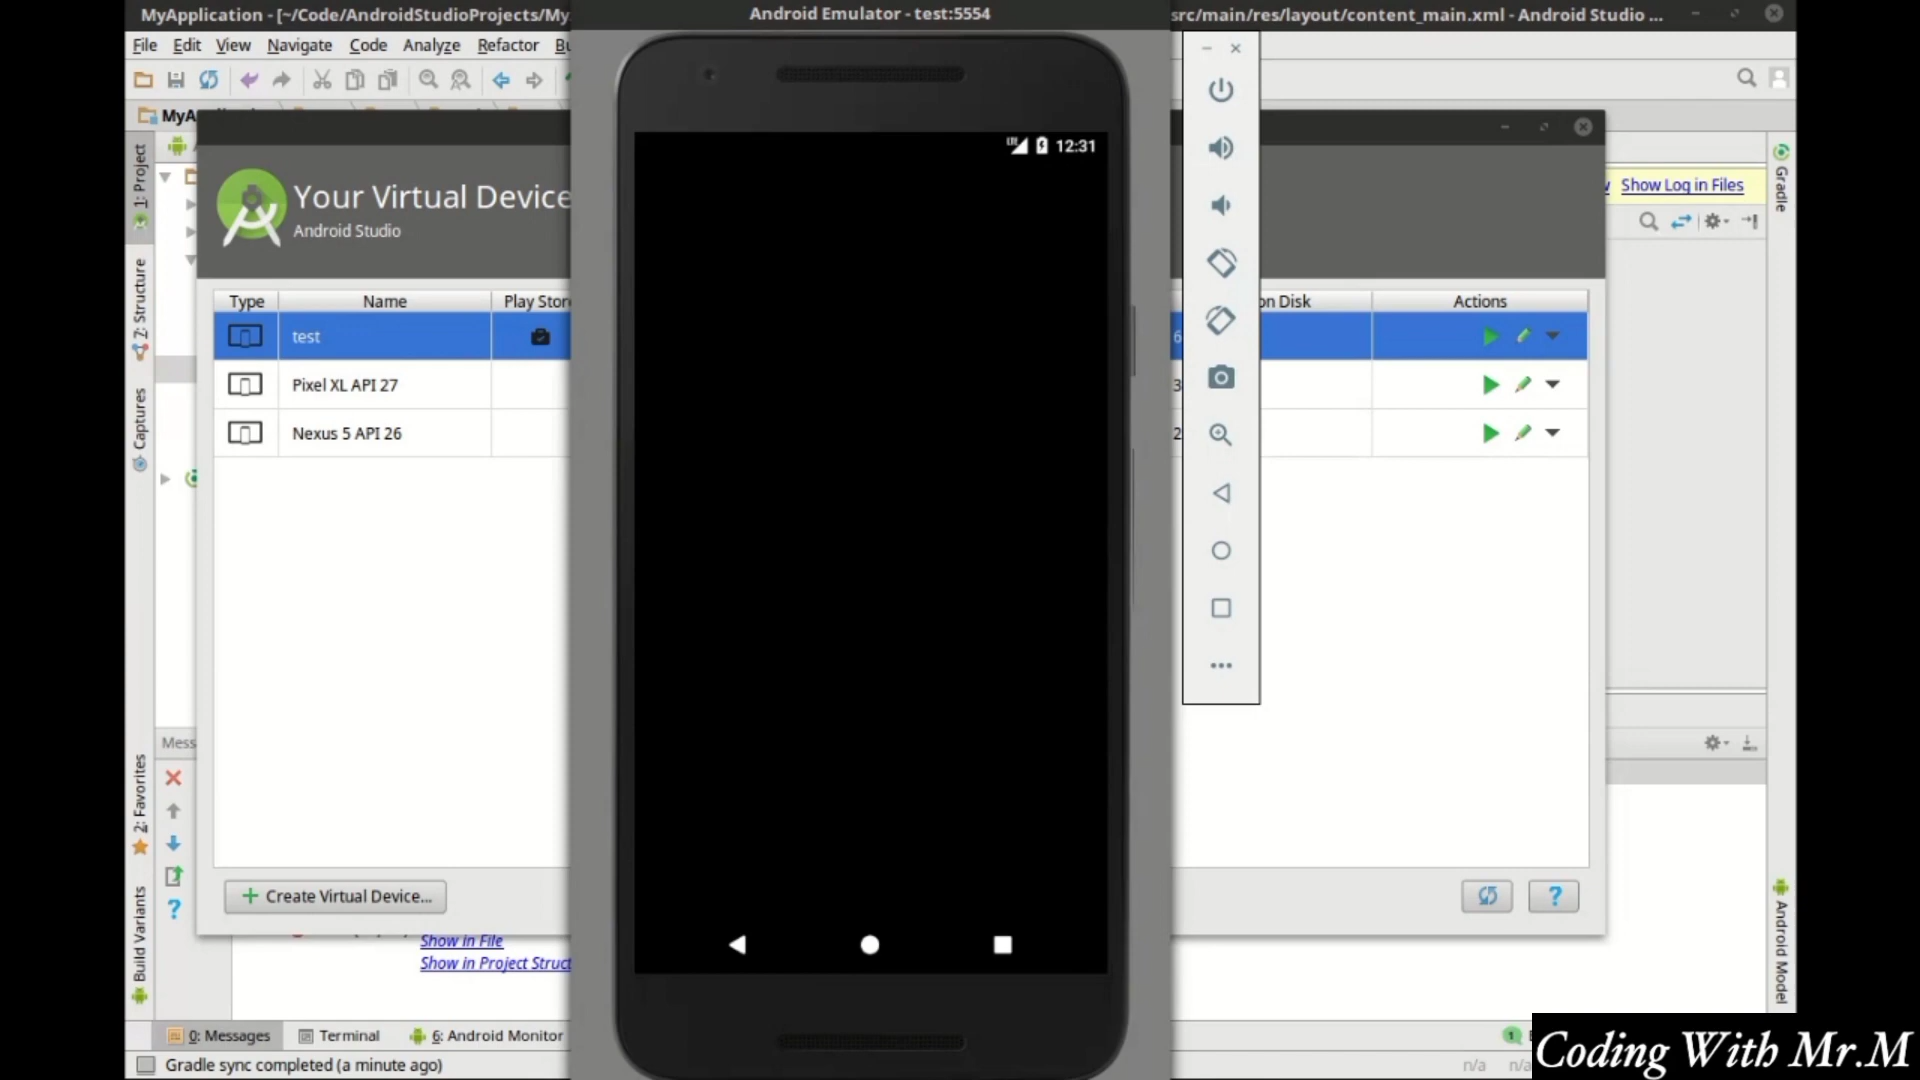 MyApplication - [~/Code/AndroidStudioProjects/My
Android Emulator - test:5554
src/main/res/layout/content_main.xml - Android Studio ...
File Edit View Navigate Code Analyze Refactor
LTE 12:31
1: Project
Your Virtual Device
Android Studio
Show Log in Files
Gradle
Type Name Play Store
on Disk Actions
test
Pixel XL API 27
Nexus 5 API 26
Z: Structure
Captures
2: Favorites
Build Variants
Mess
Create Virtual Device...
?
?
Show in File
Show in Project Struct
Android Model
0: Messages Terminal 6: Android Monitor
1
Gradle sync completed (a minute ago)
n/a
Coding With Mr.M